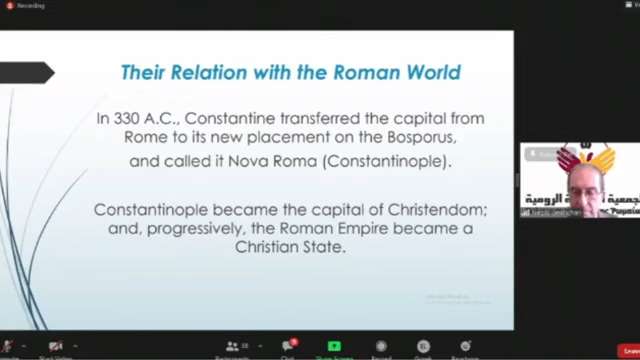 Recording
Their Relation with the Roman World
In 330 A.C., Constantine transferred the capital from
Rome to its new placement on the Bosporus,
and called it Nova Roma (Constantinople).
Constantinople became the capital of Christendom;
and, progressively, the Roman Empire became a
Christian State.
الرومية
Participants
Chat
Share Screen
Record
Greek
Reactions